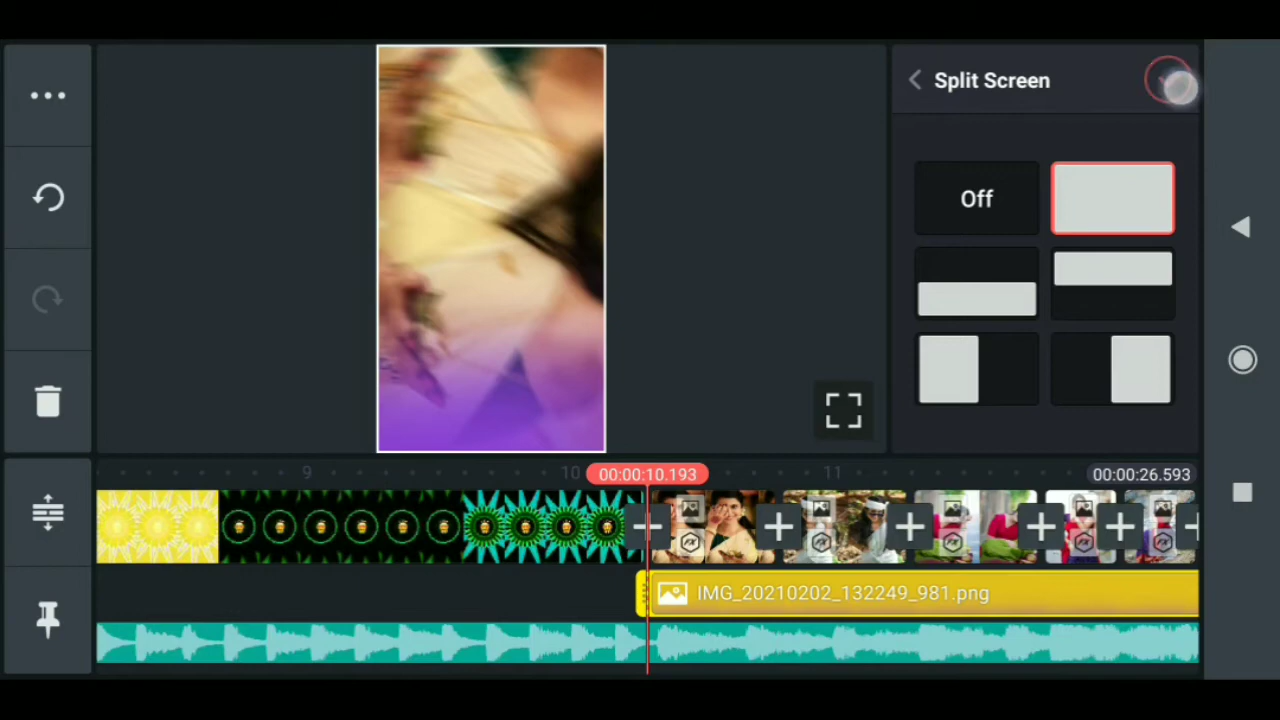 Split Screen
Off
9
10
00:00:10.193
11
00:00:26.593
IMG_20210202_132249_981.png